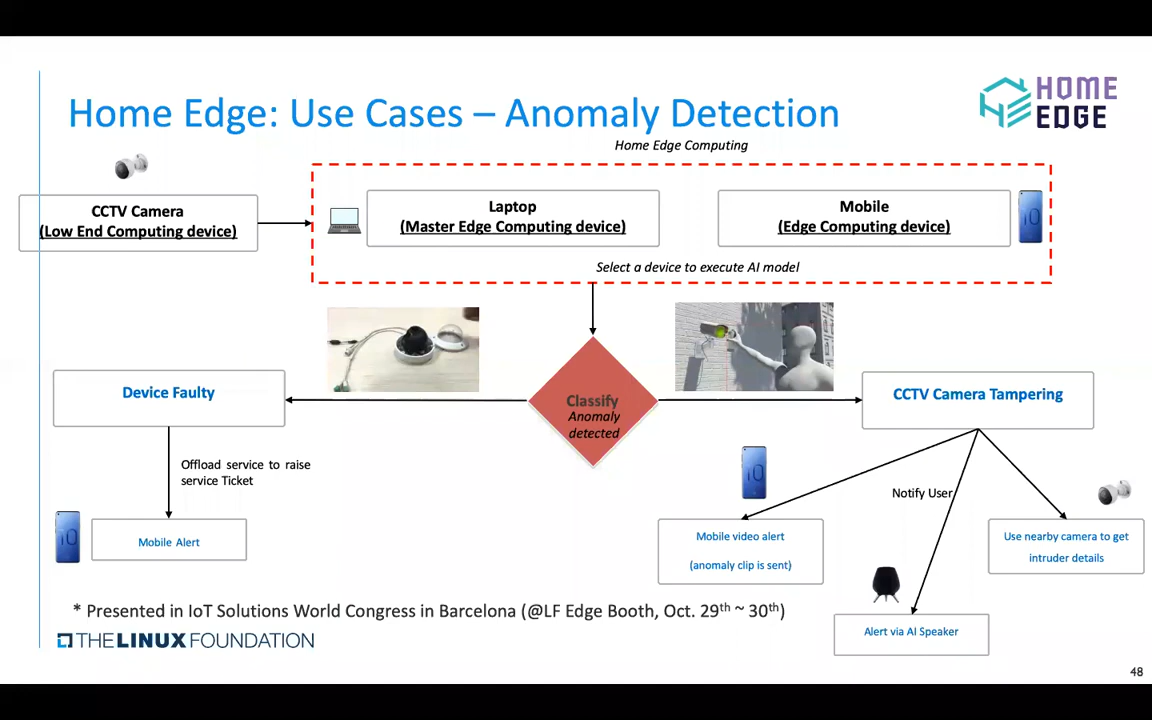 Home Edge: Use Cases – Anomaly Detection
HOME
EDGE
Home Edge Computing
CCTV Camera
(Low End Computing device)
Laptop
(Master Edge Computing device)
Mobile
(Edge Computing device)
10
Select a device to execute AI model
Device Faulty
Classify
Anomaly
detected
CCTV Camera Tampering
Offload service to raise
service Ticket
10
Notify User
10
Mobile Alert
Mobile video alert
(anomaly clip is sent)
Use nearby camera to get
intruder details
* Presented in IoT Solutions World Congress in Barcelona (@LF Edge Booth, Oct. 29th ~ 30th)
Alert via AI Speaker
THE LINUX FOUNDATION
48